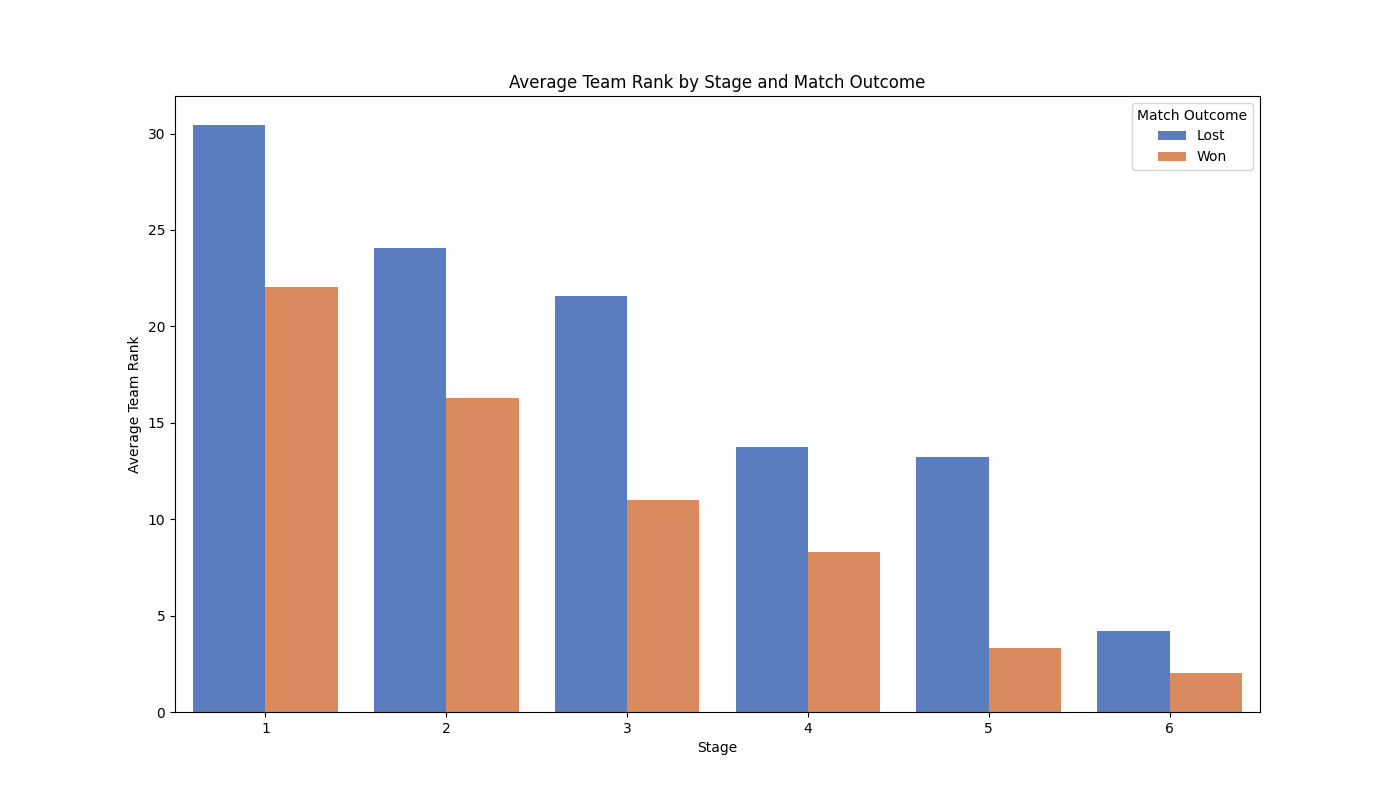 Average Team Rank by Stage and Match Outcome
Match Outcome
Lost
Won
Average Team Rank
30
25
20
15
10
5
0
1 2 3 4 5 6
Stage